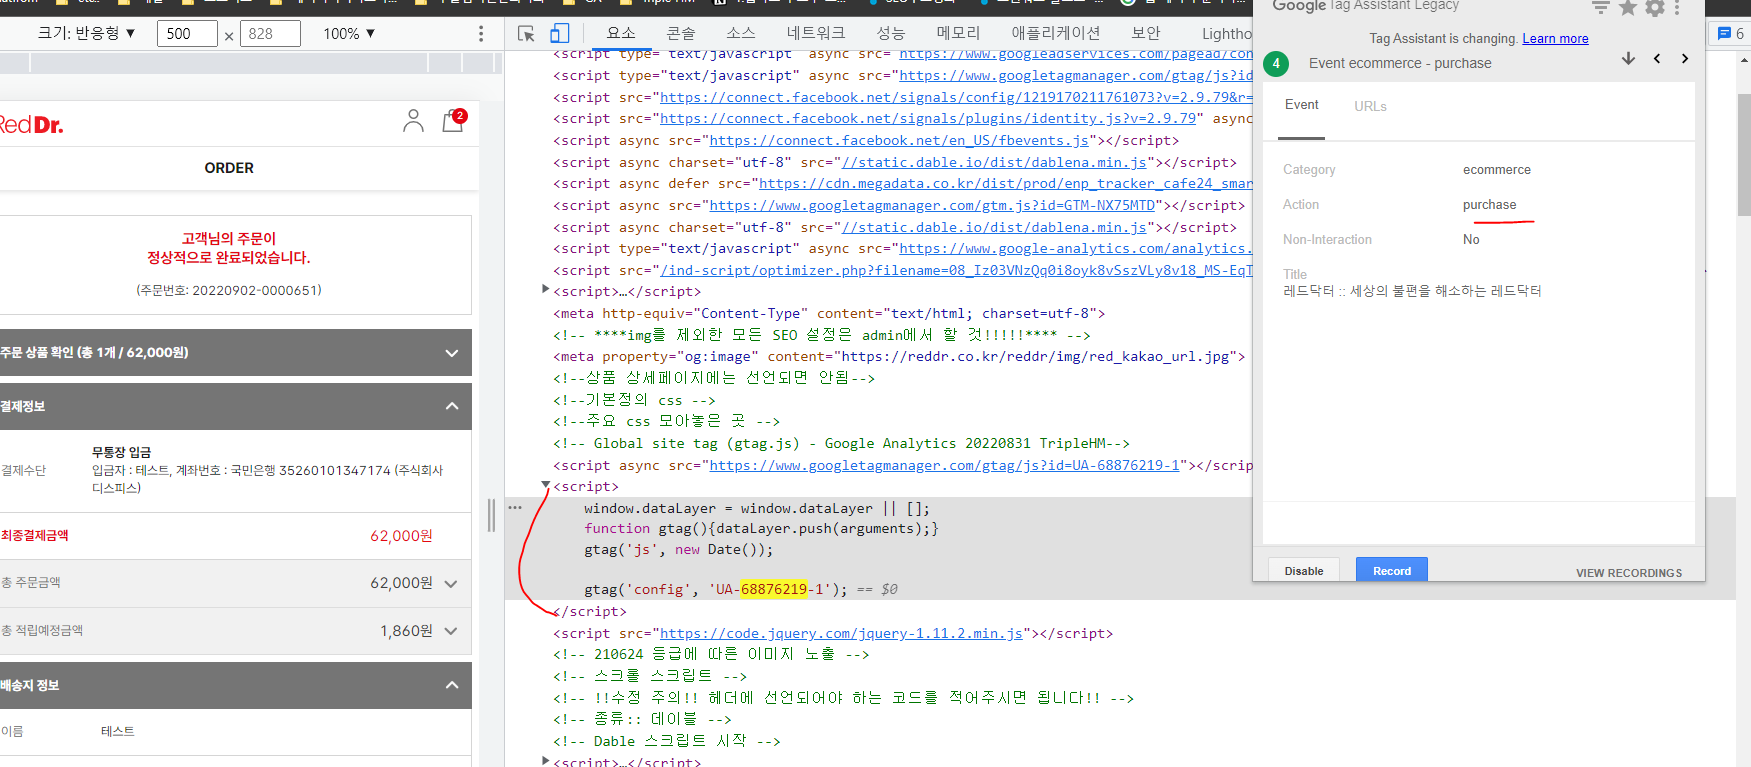 크기: 반응형 ▼ 500 × 828 100% ▼
RedDr.
2
ORDER
고객님의 주문이
정상적으로 완료되었습니다.
(주문번호: 20220902-0000651)
주문 상품 확인 (총 1개 / 62,000원)
결제정보
결제수단
무통장 입금
입금자 : 테스트, 계좌번호 : 국민은행 35260101347174 (주식회사
디스피스)
최종결제금액 62,000원
총 주문금액 62,000원
총 적립예정금액 1,860원
배송지 정보
이름 테스트
요소 콘솔 소스 네트워크 성능 메모리 애플리케이션 보안 Lightho
6
<script type="text/javascript" async src="https://www.googleadservices.com/pagead/con
<script type="text/javascript" async src="https://www.googletagmanager.com/gtag/js?id
<script src="https://connect.facebook.net/signals/config/1219170211761073?v=2.9.79&r=
<script src="https://connect.facebook.net/signals/plugins/identity.js?v=2.9.79" async
<script async src="https://connect.facebook.net/en_US/fbevents.js"></script>
<script async charset="utf-8" src="//static.dable.io/dist/dablena.min.js"></script>
<script async defer src="https://cdn.megadata.co.kr/dist/prod/enp_tracker_cafe24_smar
<script async src="https://www.googletagmanager.com/gtm.js?id=GTM-NX75MTD"></script>
<script async charset="utf-8" src="//static.dable.io/dist/dablena.min.js"></script>
<script type="text/javascript" async src="https://www.google-analytics.com/analytics.
<script src="/ind-script/optimizer.php?filename=08_Iz03VNzQq0i8oyk8vSszVLy8v18_MS-EqT
<script>…</script>
<meta http-equiv="Content-Type" content="text/html; charset=utf-8">
<!-- ****img를 제외한 모든 SEO 설정은 admin에서 할 것!!!!!**** -->
<meta property="og:image" content="https://reddr.co.kr/reddr/img/red_kakao_url.jpg">
<!--상품 상세페이지에는 선언되면 안됨-->
<!--기본정의 css -->
<!--주요 css 모아놓은 곳 -->
<!-- Global site tag (gtag.js) - Google Analytics 20220831 TripleHM-->
<script async src="https://www.googletagmanager.com/gtag/js?id=UA-68876219-1"></scrip
<script>
window.dataLayer = window.dataLayer || [];
function gtag(){dataLayer.push(arguments);}
gtag('js', new Date());
gtag('config', 'UA-68876219-1'); == $0
</script>
<script src="https://code.jquery.com/jquery-1.11.2.min.js"></script>
<!-- 210624 등급에 따른 이미지 노출 -->
<!-- 스크롤 스크립트 -->
<!-- !!수정 주의!! 헤더에 선언되어야 하는 코드를 적어주시면 됩니다!! -->
<!-- 종류:: 데이블 -->
<!-- Dable 스크립트 시작 -->
<script>…</script>
Google Tag Assistant Legacy
Tag Assistant is changing. Learn more
4 Event ecommerce - purchase
Event URLs
Category ecommerce
Action purchase
Non-Interaction No
Title
레드닥터 :: 세상의 불편을 해소하는 레드닥터
Disable Record VIEW RECORDINGS